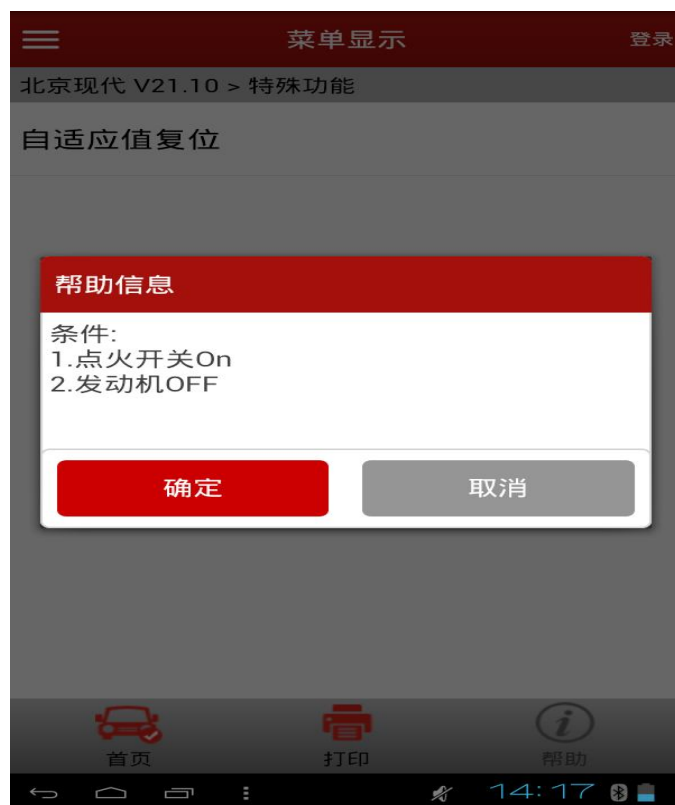 菜单显示
登录
北京现代 V21.10 > 特殊功能
自适应值复位
帮助信息
条件:
1.点火开关On
2.发动机OFF
确定
取消
首页
打印
帮助
14:17